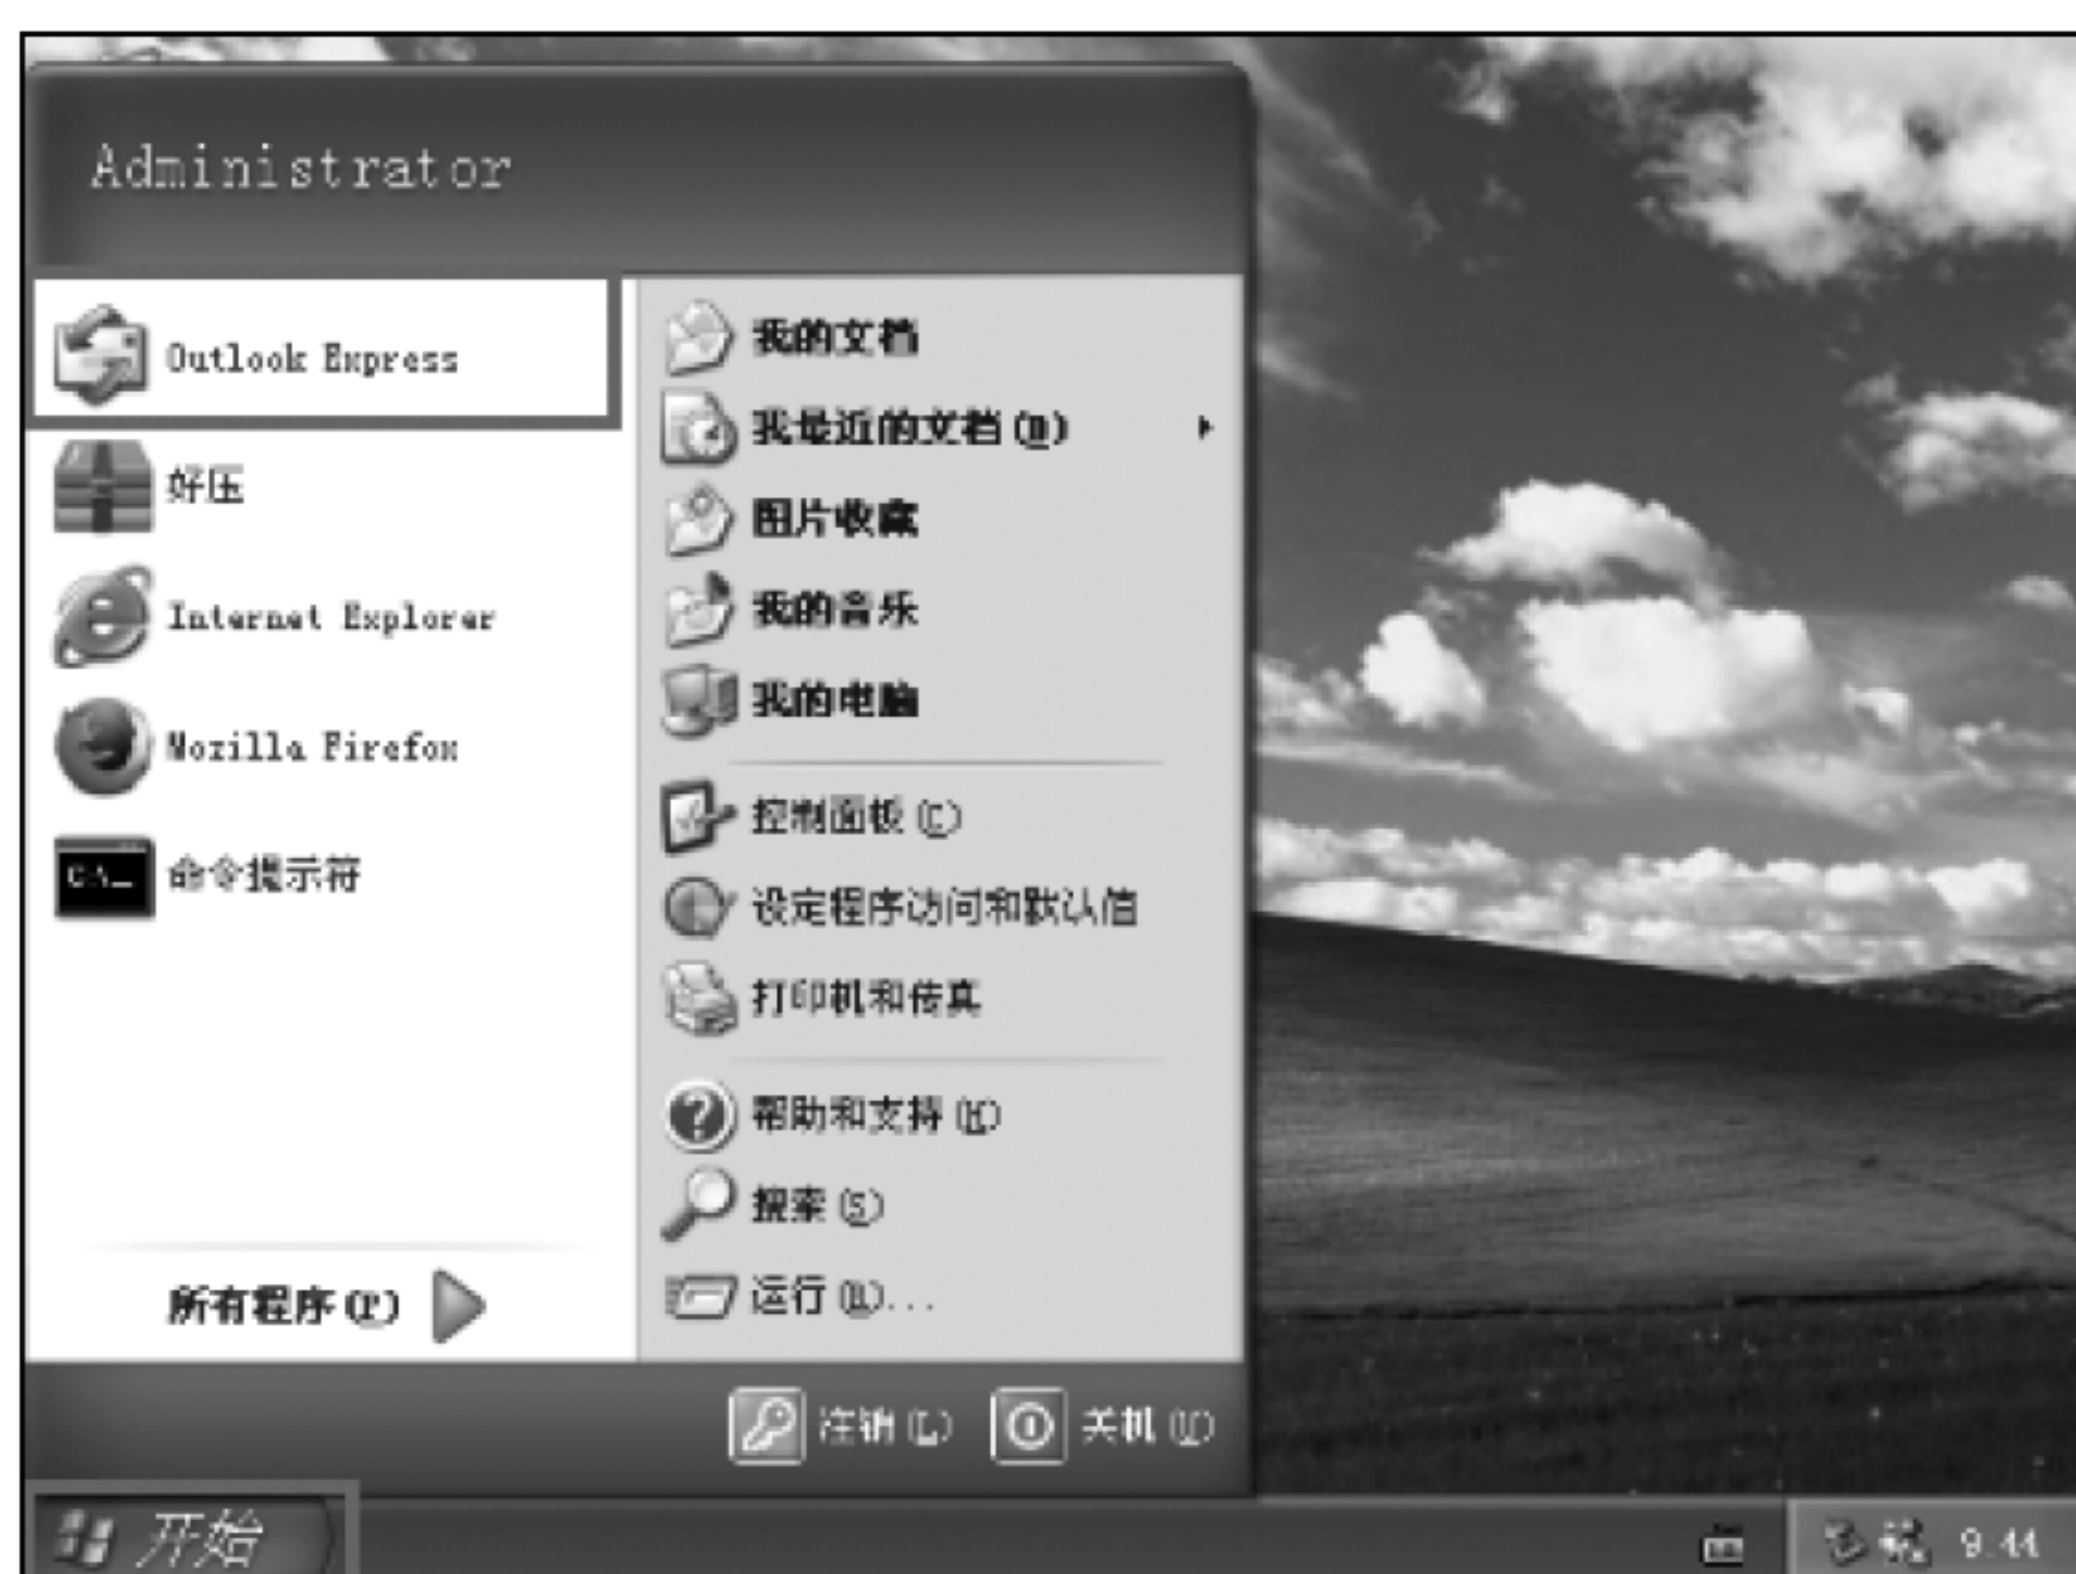 Administrator
Outlook Express
好压
Internet Explorer
Mozilla Firefox
C:\_
命令提示符
所有程序(P)
我的文档
我最近的文档(D)
图片收藏
我的音乐
我的电脑
控制面板(C)
设定程序访问和默认值
打印机和传真
帮助和支持(H)
搜索(S)
运行(R)...
注销(L)
关机(U)
开始
9:44